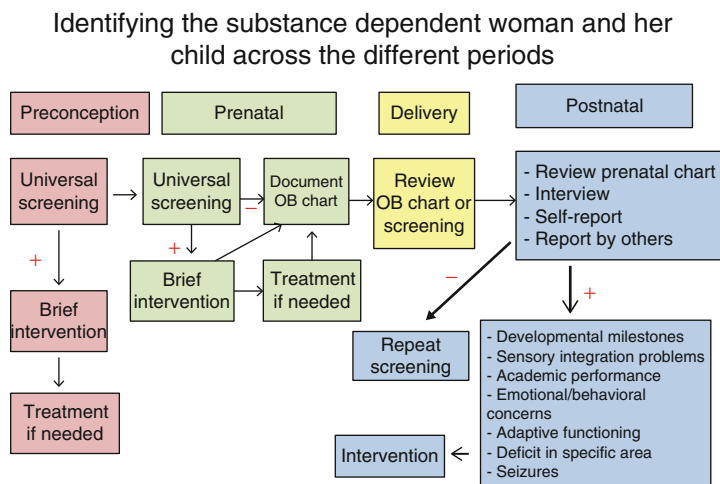 Identifying the substance dependent woman and her
child across the different periods
Preconception
Prenatal
Delivery
Postnatal
Universal
screening
Universal
screening
−
Document
OB chart
Review
OB chart or
screening
- Review prenatal chart
- Interview
- Self-report
- Report by others
+
+
−
+
Brief
intervention
Brief
intervention
Treatment
if needed
Repeat
screening
- Developmental milestones
- Sensory integration problems
- Academic performance
- Emotional/behavioral
concerns
- Adaptive functioning
- Deficit in specific area
- Seizures
Treatment
if needed
Intervention